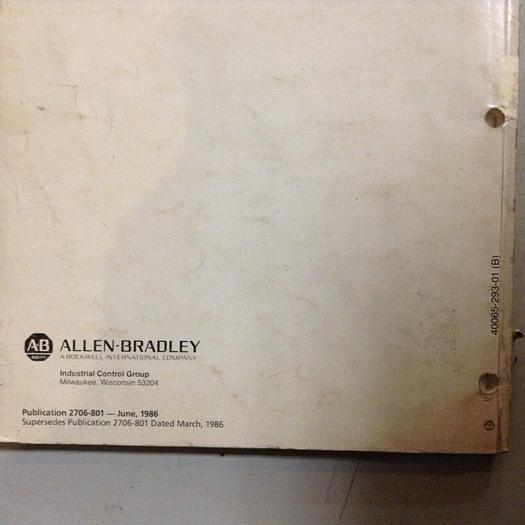 AB
QUALITY
ALLEN-BRADLEY
A ROCKWELL INTERNATIONAL COMPANY
Industrial Control Group
Milwaukee, Wisconsin 53204
Publication 2706-801 — June, 1986
Supersedes Publication 2706-801 Dated March, 1986
40065-293-01 (B)